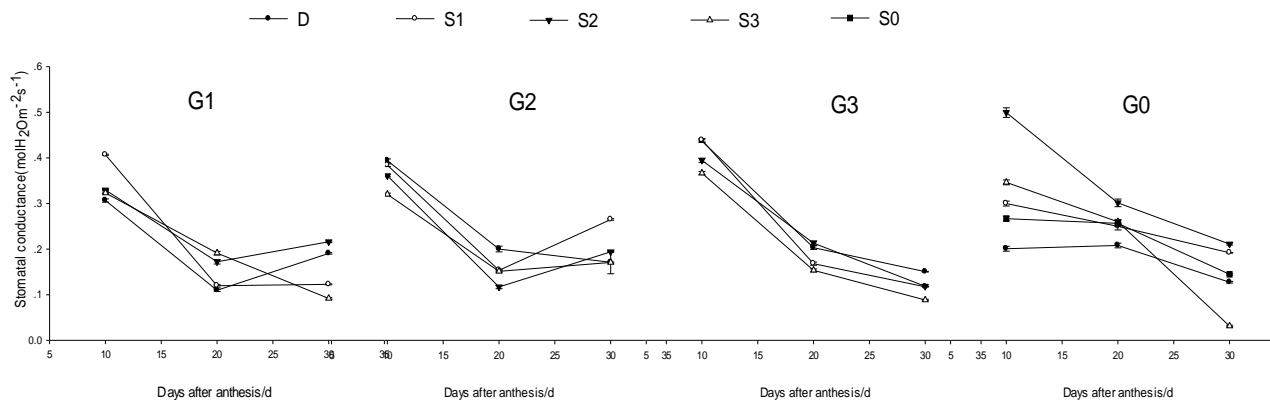 D S1 S2 S3 S0
Stomatal conductance(molH2Om-2s-1)
G1 G2 G3 G0
.6
.5
.4
.3
.2
.1
0.0
5 10 15 20 25 30 5 35 10 15 20 25 30 5 35 10 15 20 25 30 5 35 10 15 20 25 30
Days after anthesis/d Days after anthesis/d Days after anthesis/d Days after anthesis/d